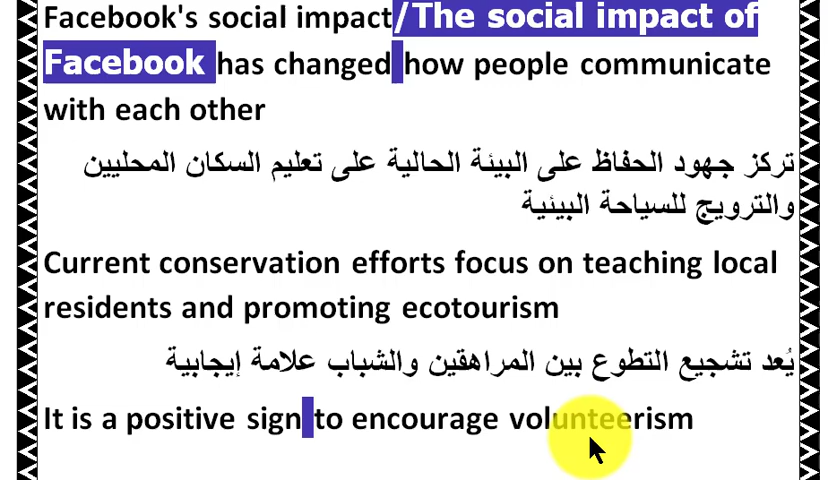 Facebook's social impact/The social impact of
Facebook has changed how people communicate
with each other
تركز جهود الحفاظ على البيئة الحالية على تعليم السكان المحليين
والترويج للسياحة البيئية
Current conservation efforts focus on teaching local
residents and promoting ecotourism
يُعد تشجيع التطوع بين المراهقين والشباب علامة إيجابية
It is a positive sign to encourage volunteerism